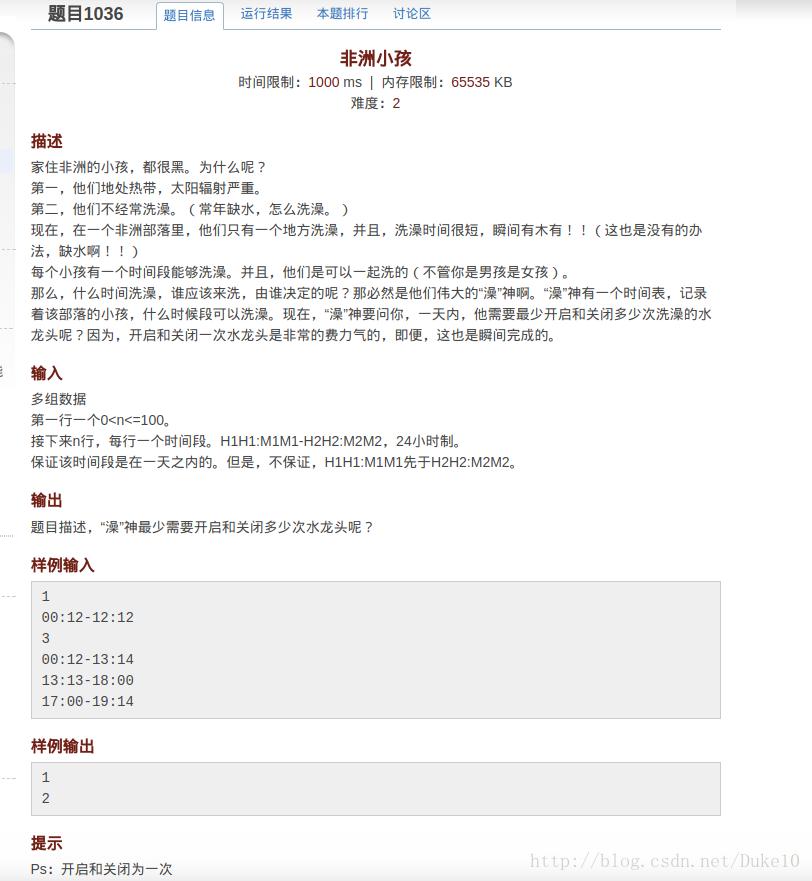 题目1036 题目信息 运行结果 本题排行 讨论区
非洲小孩
时间限制：1000 ms | 内存限制：65535 KB
难度：2
描述
家住非洲的小孩，都很黑。为什么呢？
第一，他们地处热带，太阳辐射严重。
第二，他们不经常洗澡。（常年缺水，怎么洗澡。）
现在，在一个非洲部落里，他们只有一个地方洗澡，并且，洗澡时间很短，瞬间有木有！！（这也是没有的办
法，缺水啊！！）
每个小孩有一个时间段能够洗澡。并且，他们是可以一起洗的（不管你是男孩是女孩）。
那么，什么时间洗澡，谁应该来洗，由谁决定的呢？那必然是他们伟大的“澡”神啊。“澡”神有一个时间表，记录
着该部落的小孩，什么时候段可以洗澡。现在，“澡”神要问你，一天内，他需要最少开启和关闭多少次洗澡的水
龙头呢？因为，开启和关闭一次水龙头是非常的费力气的，即便，这也是瞬间完成的。
输入
多组数据
第一行一个0<n<=100。
接下来n行，每行一个时间段。H1H1:M1M1-H2H2:M2M2，24小时制。
保证该时间段是在一天之内的。但是，不保证，H1H1:M1M1先于H2H2:M2M2。
输出
题目描述，“澡”神最少需要开启和关闭多少次水龙头呢？
样例输入
1
00:12-12:12
3
00:12-13:14
13:13-18:00
17:00-19:14
样例输出
1
2
提示
Ps：开启和关闭为一次
http://blog.csdn.net/Duke10